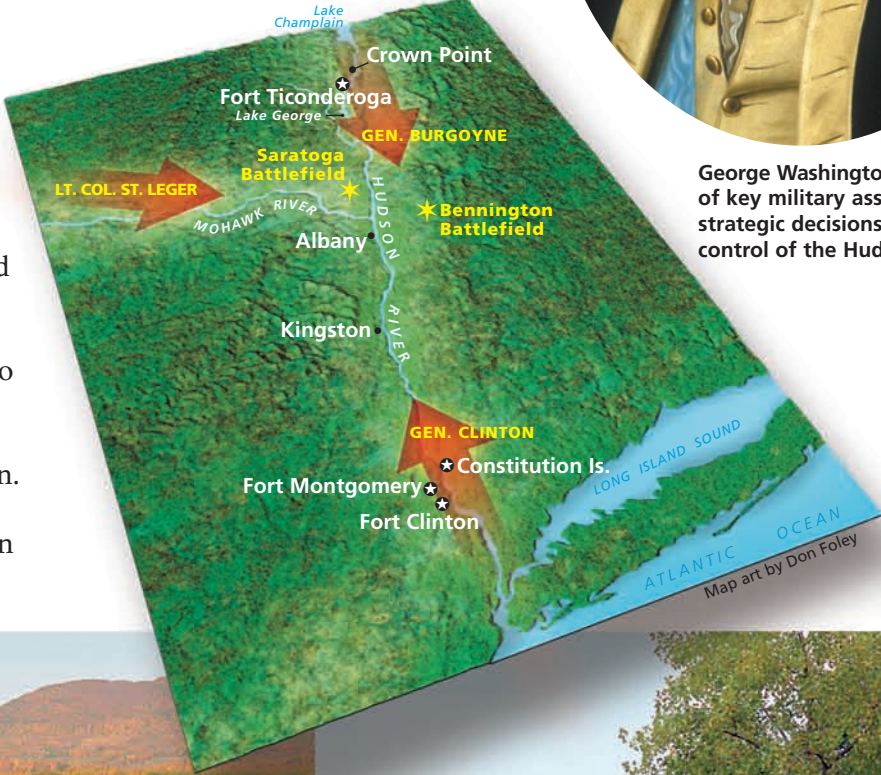 Lake
Champlain
Crown Point
Fort Ticonderoga
Lake George
GEN. BURGOYNE
Saratoga
Battlefield
LT. COL. ST. LEGER
MOHAWK RIVER
HUDSON RIVER
Bennington
Battlefield
Albany
Kingston
GEN. CLINTON
Constitution Is.
Fort Montgomery
Fort Clinton
LONG ISLAND SOUND
ATLANTIC OCEAN
Map art by Don Foley
George Washingto
of key military ass
strategic decisions
control of the Hud
d
o
n.
n